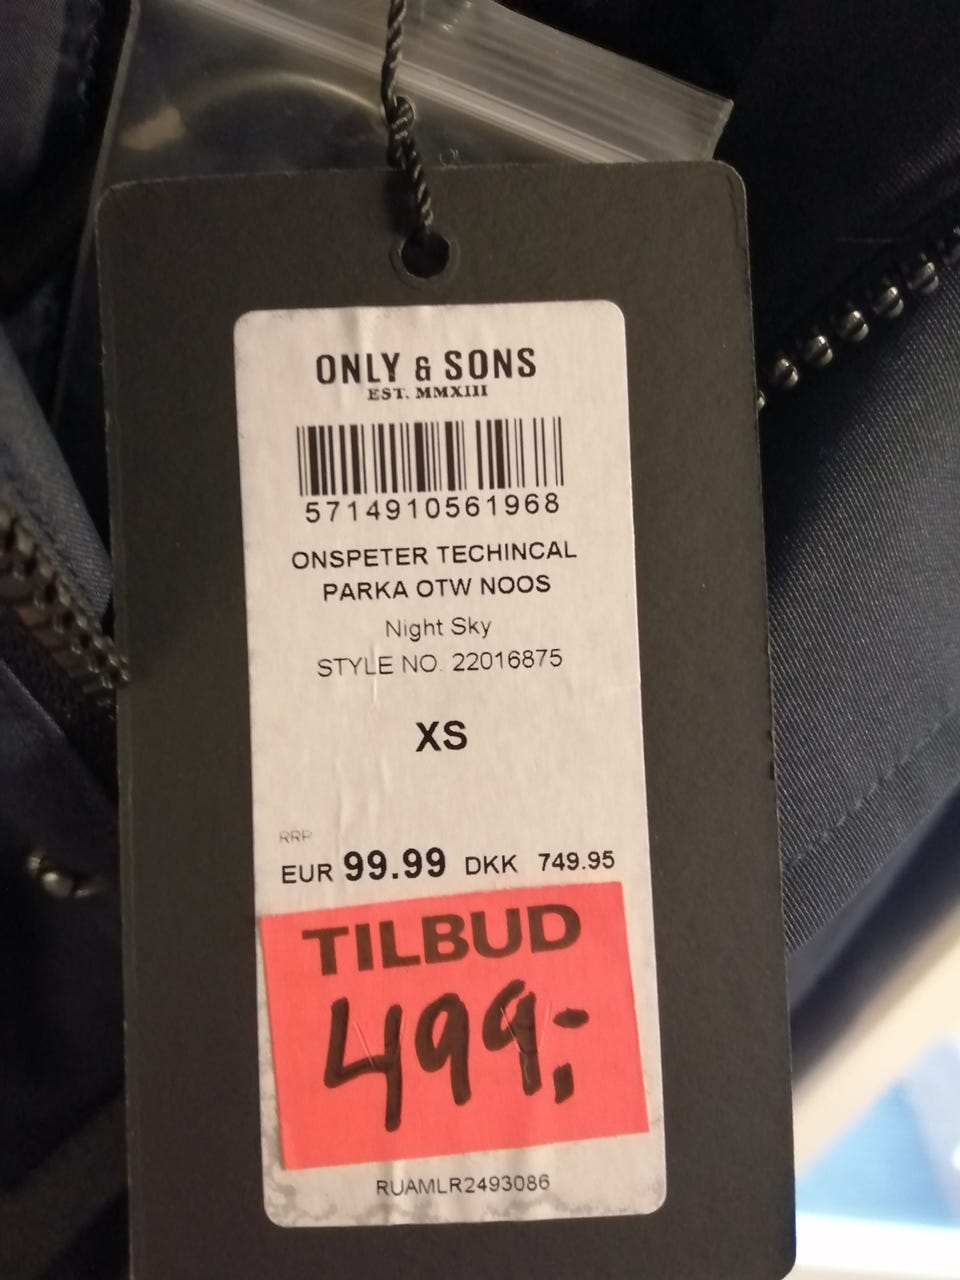 ONLY & SONS
EST. MMXIII
5714910561968
ONSPETER TECHINCAL
PARKA OTW NOOS
Night Sky
STYLE NO. 22016875
XS
RRP
EUR 99.99 DKK 749.95
TILBUD
499;-
RUAMLR2493086